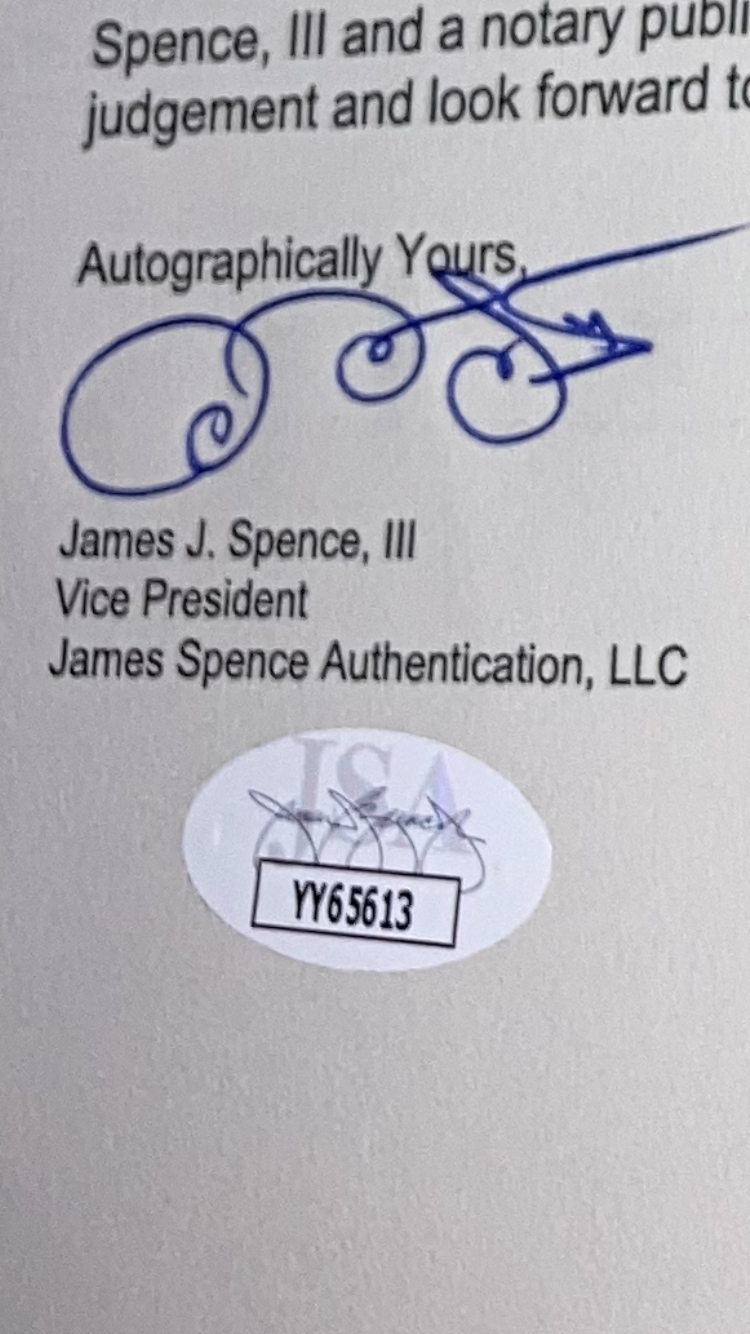 Spence, III and a notary publi
judgement and look forward to
Autographically Yours,
James J. Spence, III
Vice President
James Spence Authentication, LLC
JSA
YY65613